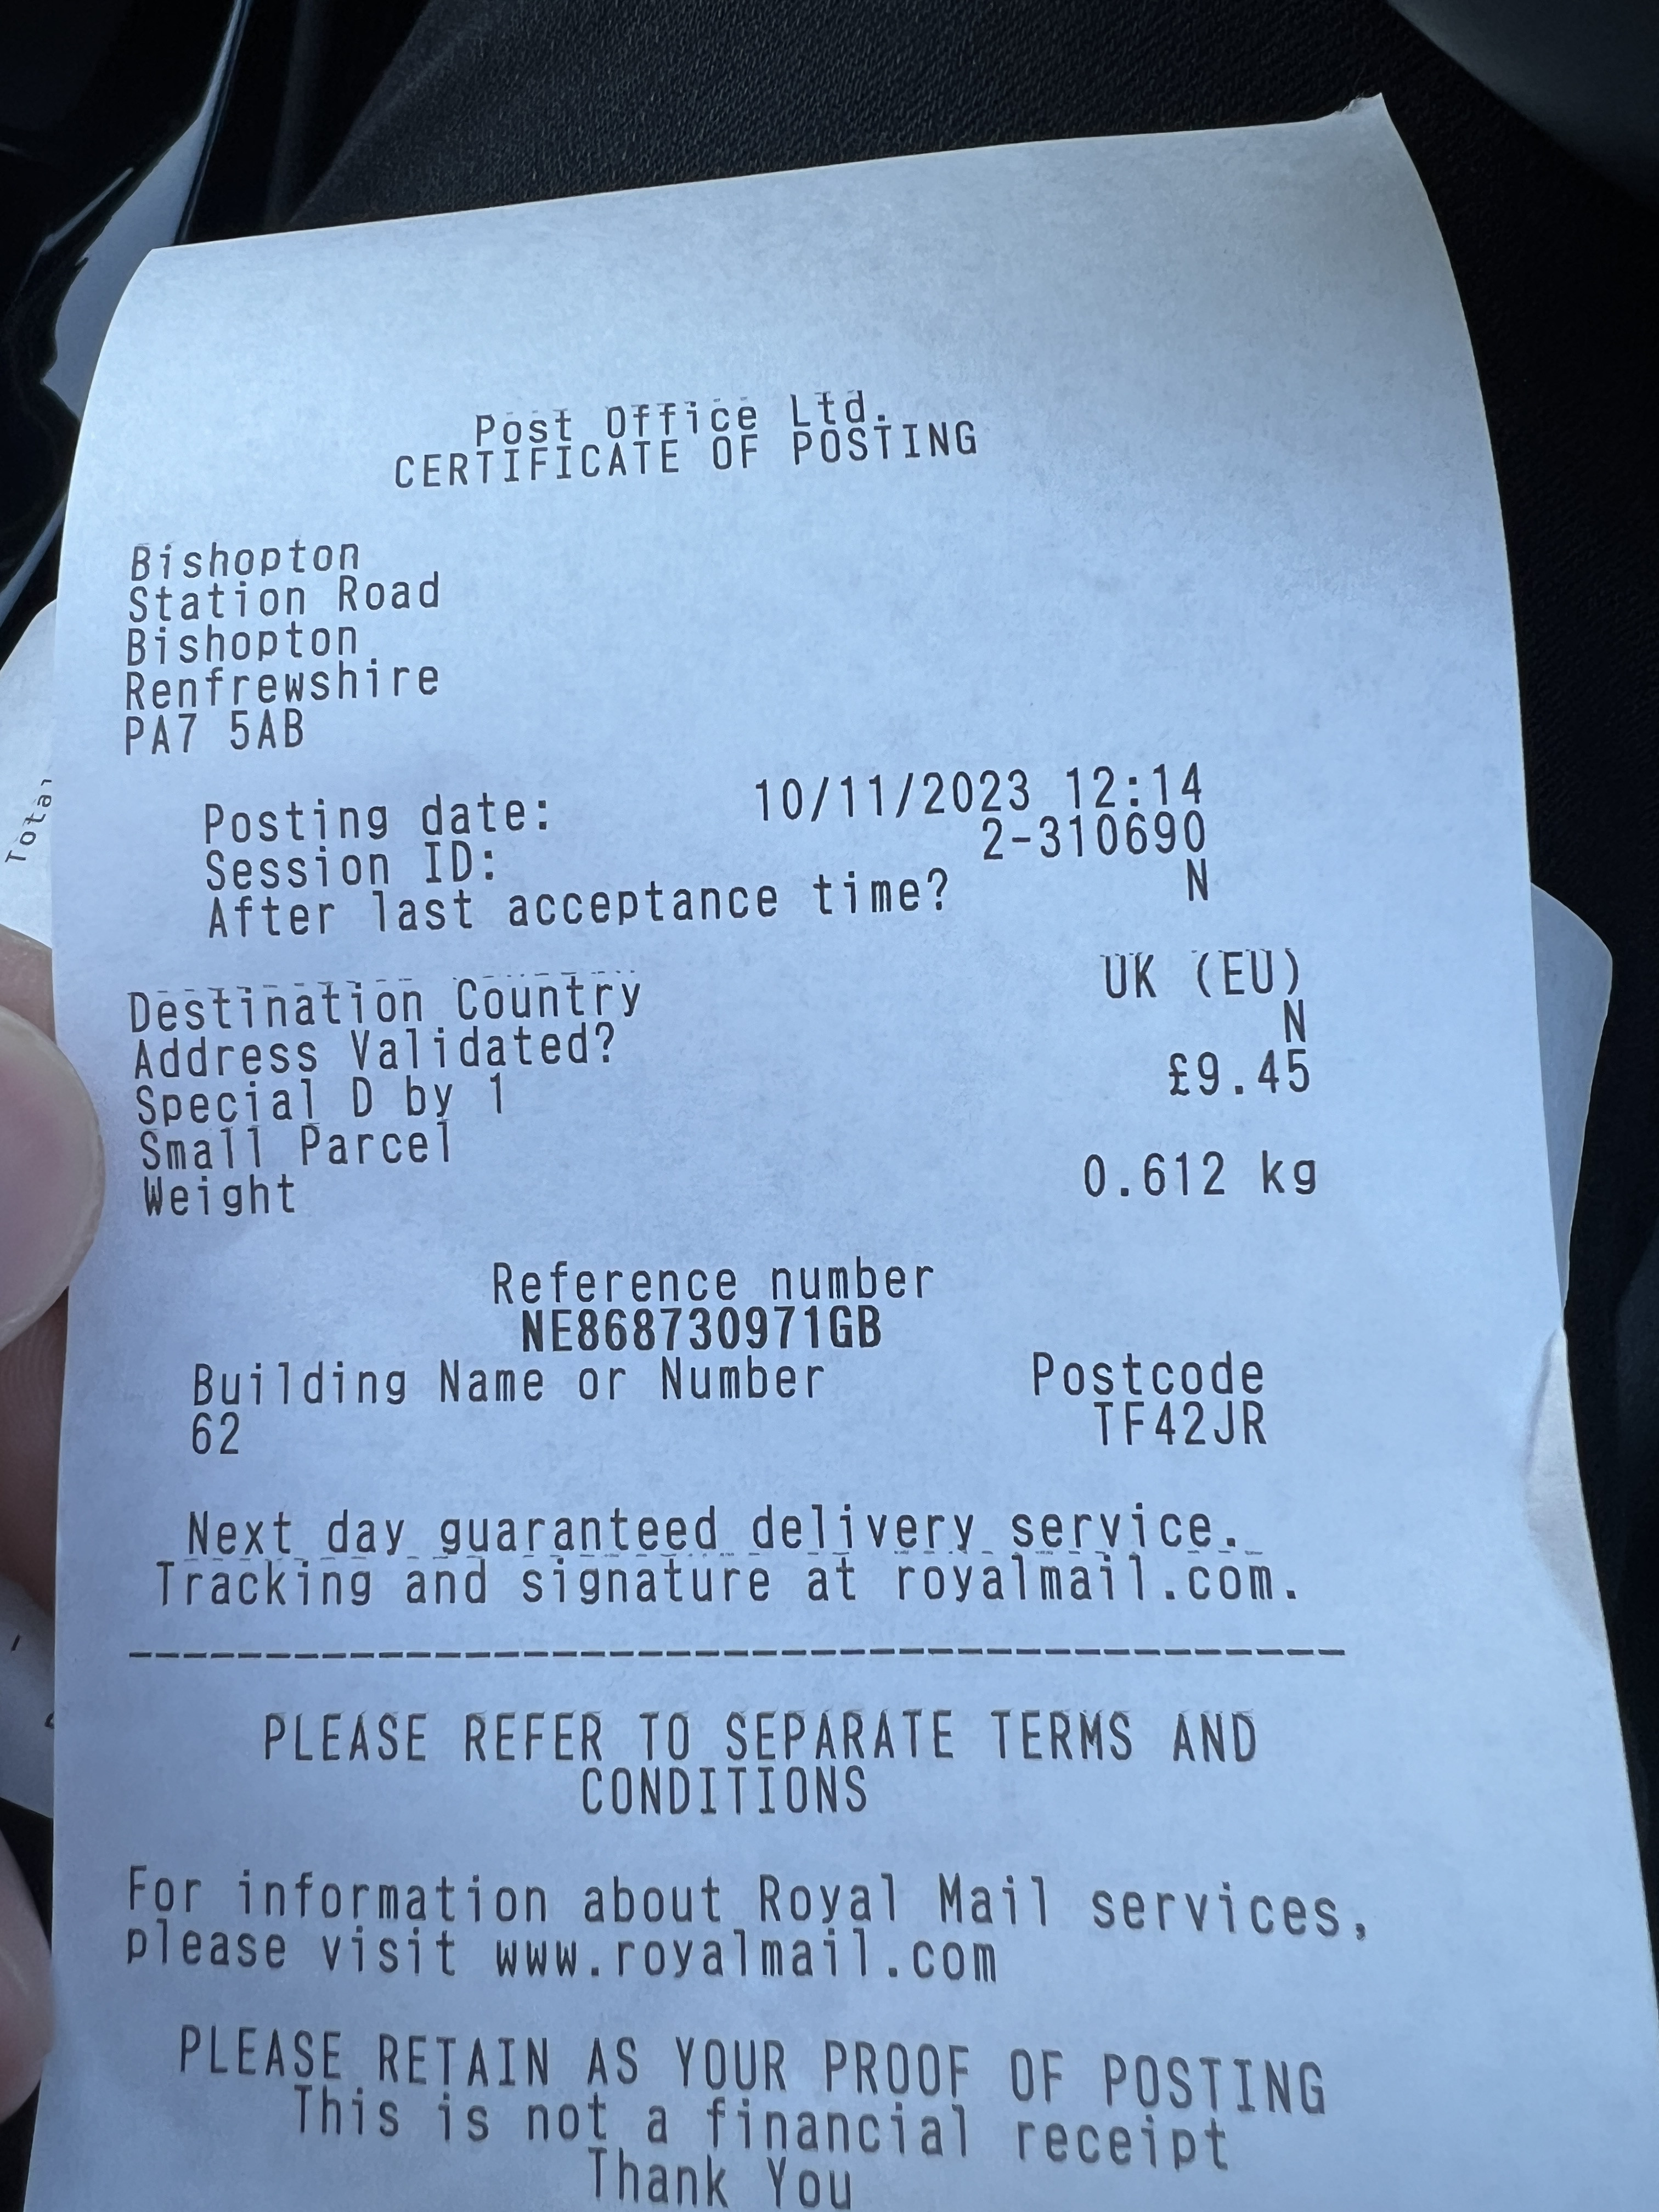 Post Office Ltd.
CERTIFICATE OF POSTING
Bishopton
Station Road
Bishopton
Renfrewshire
PA7 5AB
Posting date: 10/11/2023 12:14
Session ID: 2-310690
After last acceptance time? N
Destination Country UK (EU)
Address Validated? N
Special D by 1 £9.45
Small Parcel
Weight 0.612 kg
Reference number
NE868730971GB
Building Name or Number Postcode
62 TF42JR
Next day guaranteed delivery service.
Tracking and signature at royalmail.com.
---------------------------------------------
PLEASE REFER TO SEPARATE TERMS AND
CONDITIONS
For information about Royal Mail services,
please visit www.royalmail.com
PLEASE RETAIN AS YOUR PROOF OF POSTING
This is not a financial receipt
Thank You
Total